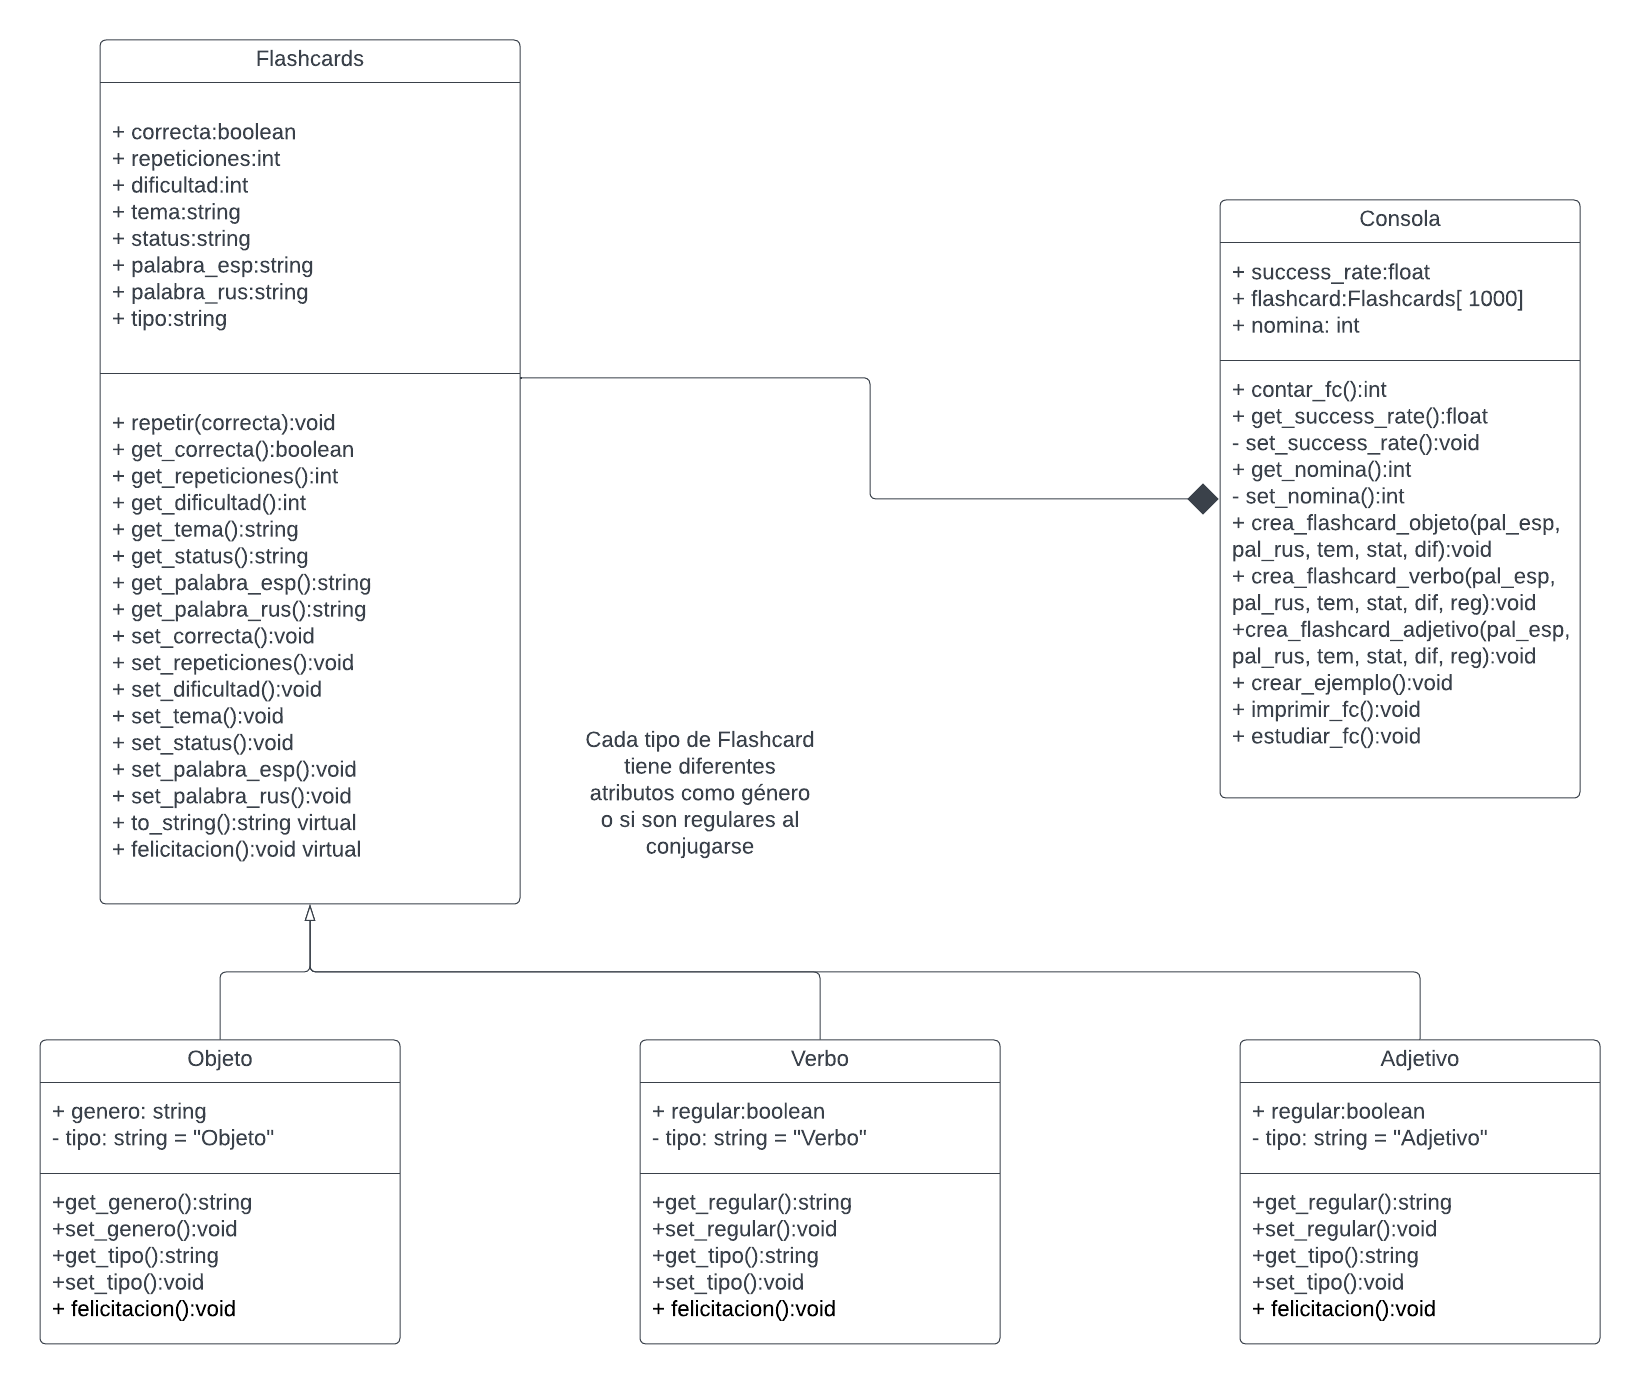 Flashcards
+ correcta:boolean
+ repeticiones:int
+ dificultad:int
+ tema:string
+ status:string
+ palabra_esp:string
+ palabra_rus:string
+ tipo:string
+ repetir(correcta):void
+ get_correcta():boolean
+ get_repeticiones():int
+ get_dificultad():int
+ get_tema():string
+ get_status():string
+ get_palabra_esp():string
+ get_palabra_rus():string
+ set_correcta():void
+ set_repeticiones():void
+ set_dificultad():void
+ set_tema():void
+ set_status():void
+ set_palabra_esp():void
+ set_palabra_rus():void
+ to_string():string virtual
+ felicitacion():void virtual
Consola
+ success_rate:float
+ flashcard:Flashcards[ 1000]
+ nomina: int
+ contar_fc():int
+ get_success_rate():float
- set_success_rate():void
+ get_nomina():int
- set_nomina():int
+ crea_flashcard_objeto(pal_esp,
pal_rus, tem, stat, dif):void
+ crea_flashcard_verbo(pal_esp,
pal_rus, tem, stat, dif, reg):void
+crea_flashcard_adjetivo(pal_esp,
pal_rus, tem, stat, dif, reg):void
+ crear_ejemplo():void
+ imprimir_fc():void
+ estudiar_fc():void
Cada tipo de Flashcard
tiene diferentes
atributos como género
o si son regulares al
conjugarse
Objeto
+ genero: string
- tipo: string = "Objeto"
+get_genero():string
+set_genero():void
+get_tipo():string
+set_tipo():void
+ felicitacion():void
Verbo
+ regular:boolean
- tipo: string = "Verbo"
+get_regular():string
+set_regular():void
+get_tipo():string
+set_tipo():void
+ felicitacion():void
Adjetivo
+ regular:boolean
- tipo: string = "Adjetivo"
+get_regular():string
+set_regular():void
+get_tipo():string
+set_tipo():void
+ felicitacion():void